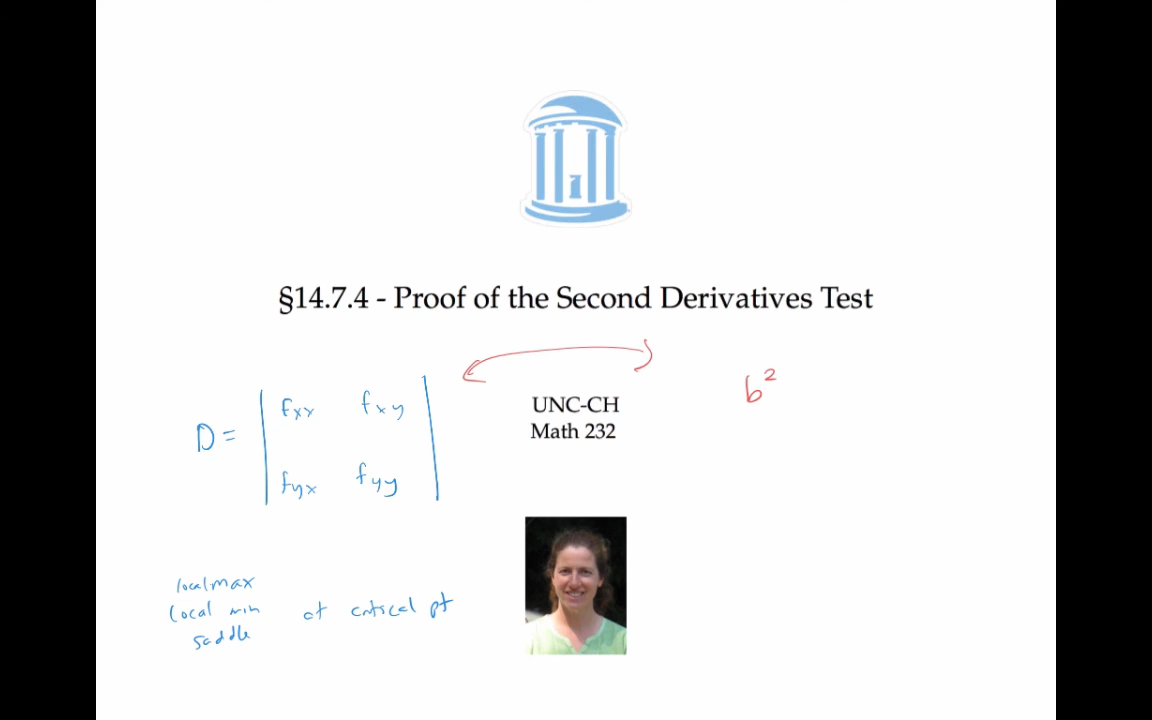 §14.7.4 - Proof of the Second Derivatives Test
b²
UNC-CH
Math 232
D = | fxx fxy |
| fyx fyy |
local max
local min at critical pt
saddle